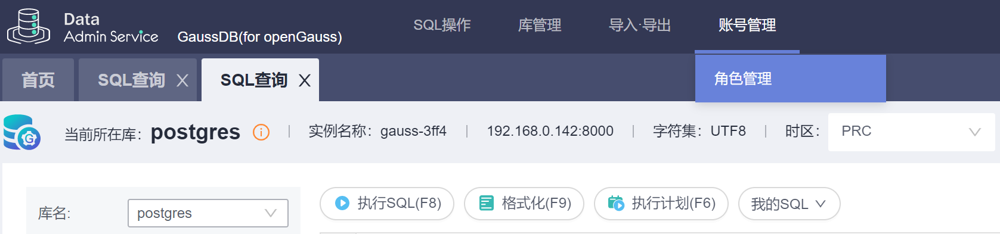 Data
Admin Service
GaussDB(for openGauss)
SQL操作
库管理
导入·导出
账号管理
角色管理
首页
SQL查询 X
SQL查询 X
当前所在库：postgres
实例名称：gauss-3ff4
192.168.0.142:8000
字符集：UTF8
时区：PRC
库名: postgres
执行SQL(F8)
格式化(F9)
执行计划(F6)
我的SQL